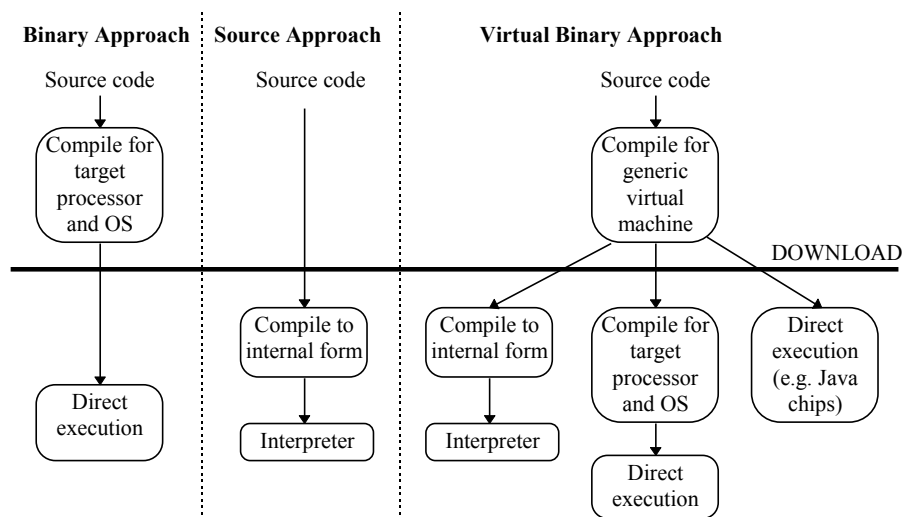 Binary Approach
Source Approach
Virtual Binary Approach
Source code
Source code
Source code
Compile for
target
processor
and OS
Compile for
generic
virtual
machine
DOWNLOAD
Compile to
internal form
Compile to
internal form
Compile for
target
processor
and OS
Direct
execution
(e.g. Java
chips)
Direct
execution
Interpreter
Interpreter
Direct
execution